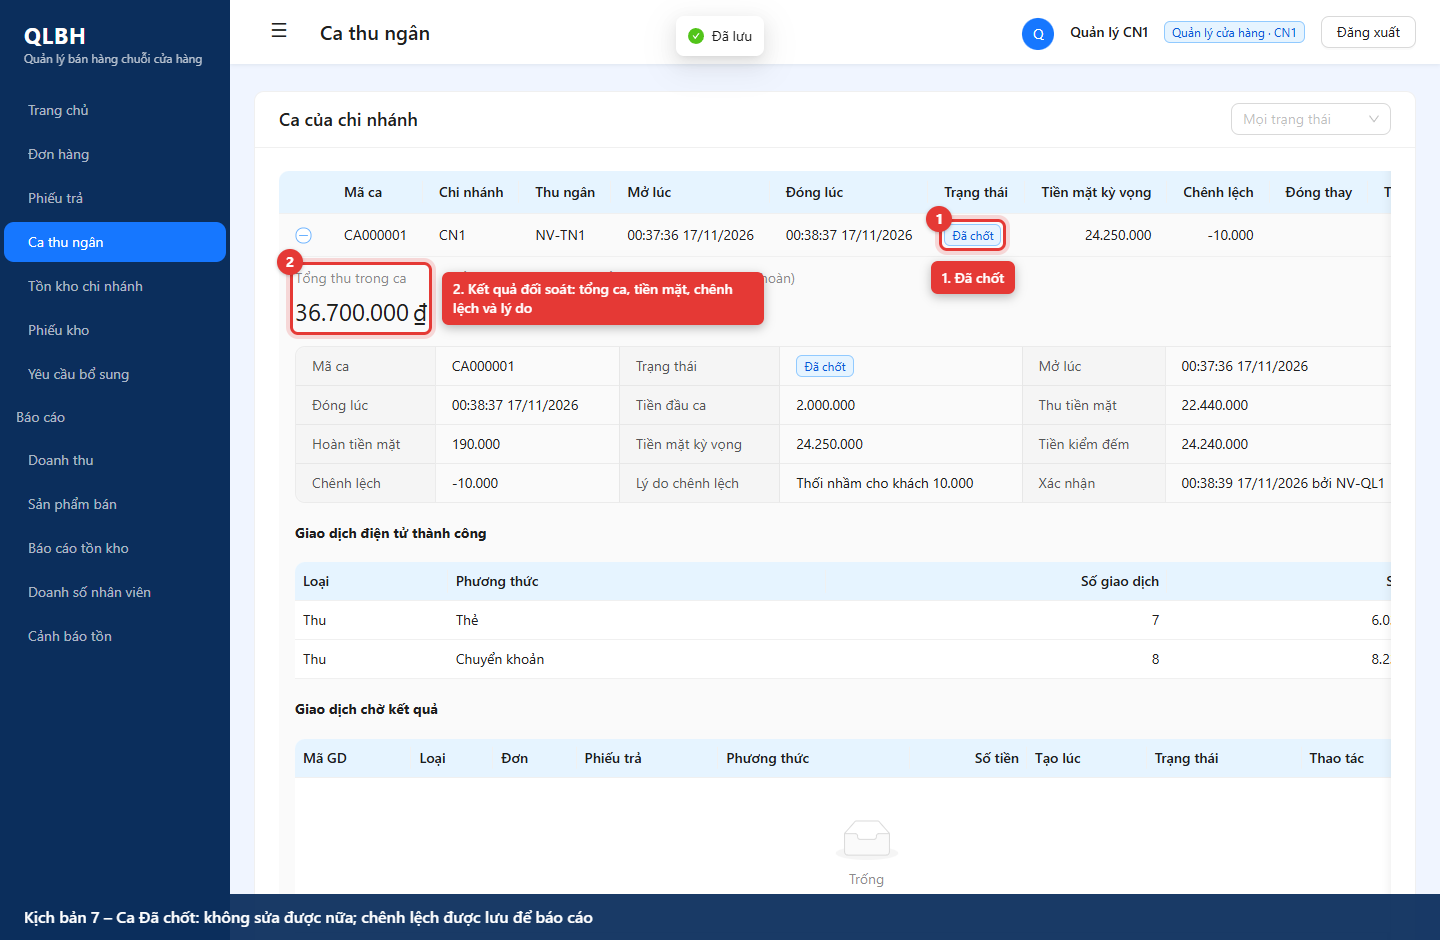 QLBH
Quản lý bán hàng chuỗi cửa hàng
Trang chủ
Đơn hàng
Phiếu trả
Ca thu ngân
Tồn kho chi nhánh
Phiếu kho
Yêu cầu bổ sung
Báo cáo
Doanh thu
Sản phẩm bán
Báo cáo tồn kho
Doanh số nhân viên
Cảnh báo tồn
Ca thu ngân
Đã lưu
Q
Quản lý CN1
Quản lý cửa hàng · CN1
Đăng xuất
Ca của chi nhánh
Mọi trạng thái
Mã ca Chi nhánh Thu ngân Mở lúc Đóng lúc Trạng thái Tiền mặt kỳ vọng Chênh lệch Đóng thay T
1
CA000001 CN1 NV-TN1 00:37:36 17/11/2026 00:38:37 17/11/2026 Đã chốt 24.250.000 -10.000
2
1. Đã chốt
Tổng thu trong ca
hoàn)
36.700.000 ₫
2. Kết quả đối soát: tổng ca, tiền mặt, chênh
lệch và lý do
Mã ca CA000001 Trạng thái Đã chốt Mở lúc 00:37:36 17/11/2026
Đóng lúc 00:38:37 17/11/2026 Tiền đầu ca 2.000.000 Thu tiền mặt 22.440.000
Hoàn tiền mặt 190.000 Tiền mặt kỳ vọng 24.250.000 Tiền kiểm đếm 24.240.000
Chênh lệch -10.000 Lý do chênh lệch Thối nhầm cho khách 10.000 Xác nhận 00:38:39 17/11/2026 bởi NV-QL1
Giao dịch điện tử thành công
Loại Phương thức Số giao dịch S
Thu Thẻ 7 6.0
Thu Chuyển khoản 8 8.2
Giao dịch chờ kết quả
Mã GD Loại Đơn Phiếu trả Phương thức Số tiền Tạo lúc Trạng thái Thao tác
Trống
Kịch bản 7 – Ca Đã chốt: không sửa được nữa; chênh lệch được lưu để báo cáo